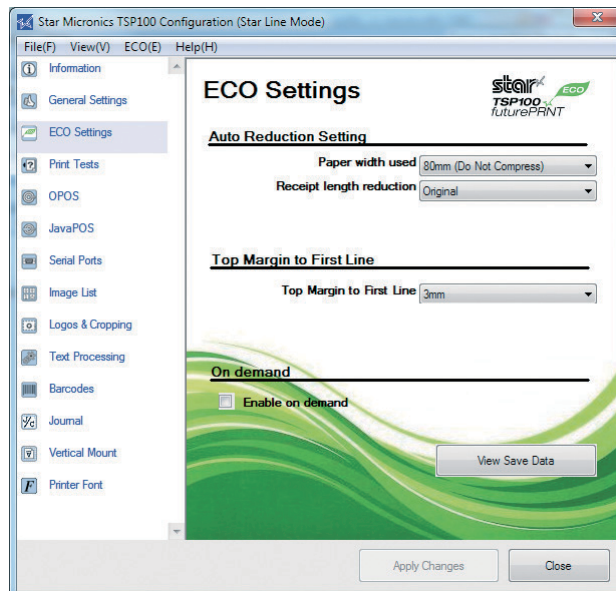 Star Micronics TSP100 Configuration (Star Line Mode)
File(F) View(V) ECO(E) Help(H)
Information
General Settings
ECO Settings
Print Tests
OPOS
JavaPOS
Serial Ports
Image List
Logos & Cropping
Text Processing
Barcodes
Journal
Vertical Mount
Printer Font
ECO Settings
star ECO
TSP100
futurePRNT
Auto Reduction Setting
Paper width used 80mm (Do Not Compress)
Receipt length reduction Original
Top Margin to First Line
Top Margin to First Line 3mm
On demand
Enable on demand
View Save Data
Apply Changes Close